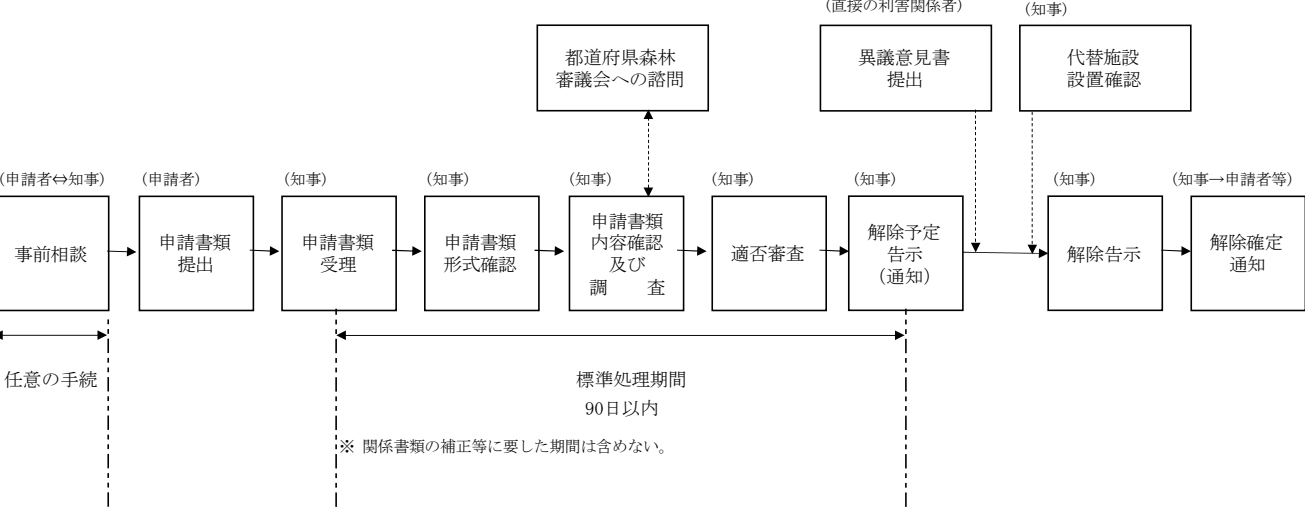 (直接の利害関係者)
(知事)
都道府県森林
審議会への諮問
異議意見書
提出
代替施設
設置確認
(申請者⇔知事)
(申請者)
(知事)
(知事)
(知事)
(知事)
(知事)
(知事)
(知事→申請者等)
事前相談
申請書類
提出
申請書類
受理
申請書類
形式確認
申請書類
内容確認
及び
調　査
適否審査
解除予定
告示
(通知)
解除告示
解除確定
通知
任意の手続
標準処理期間
90日以内
※ 関係書類の補正等に要した期間は含めない。